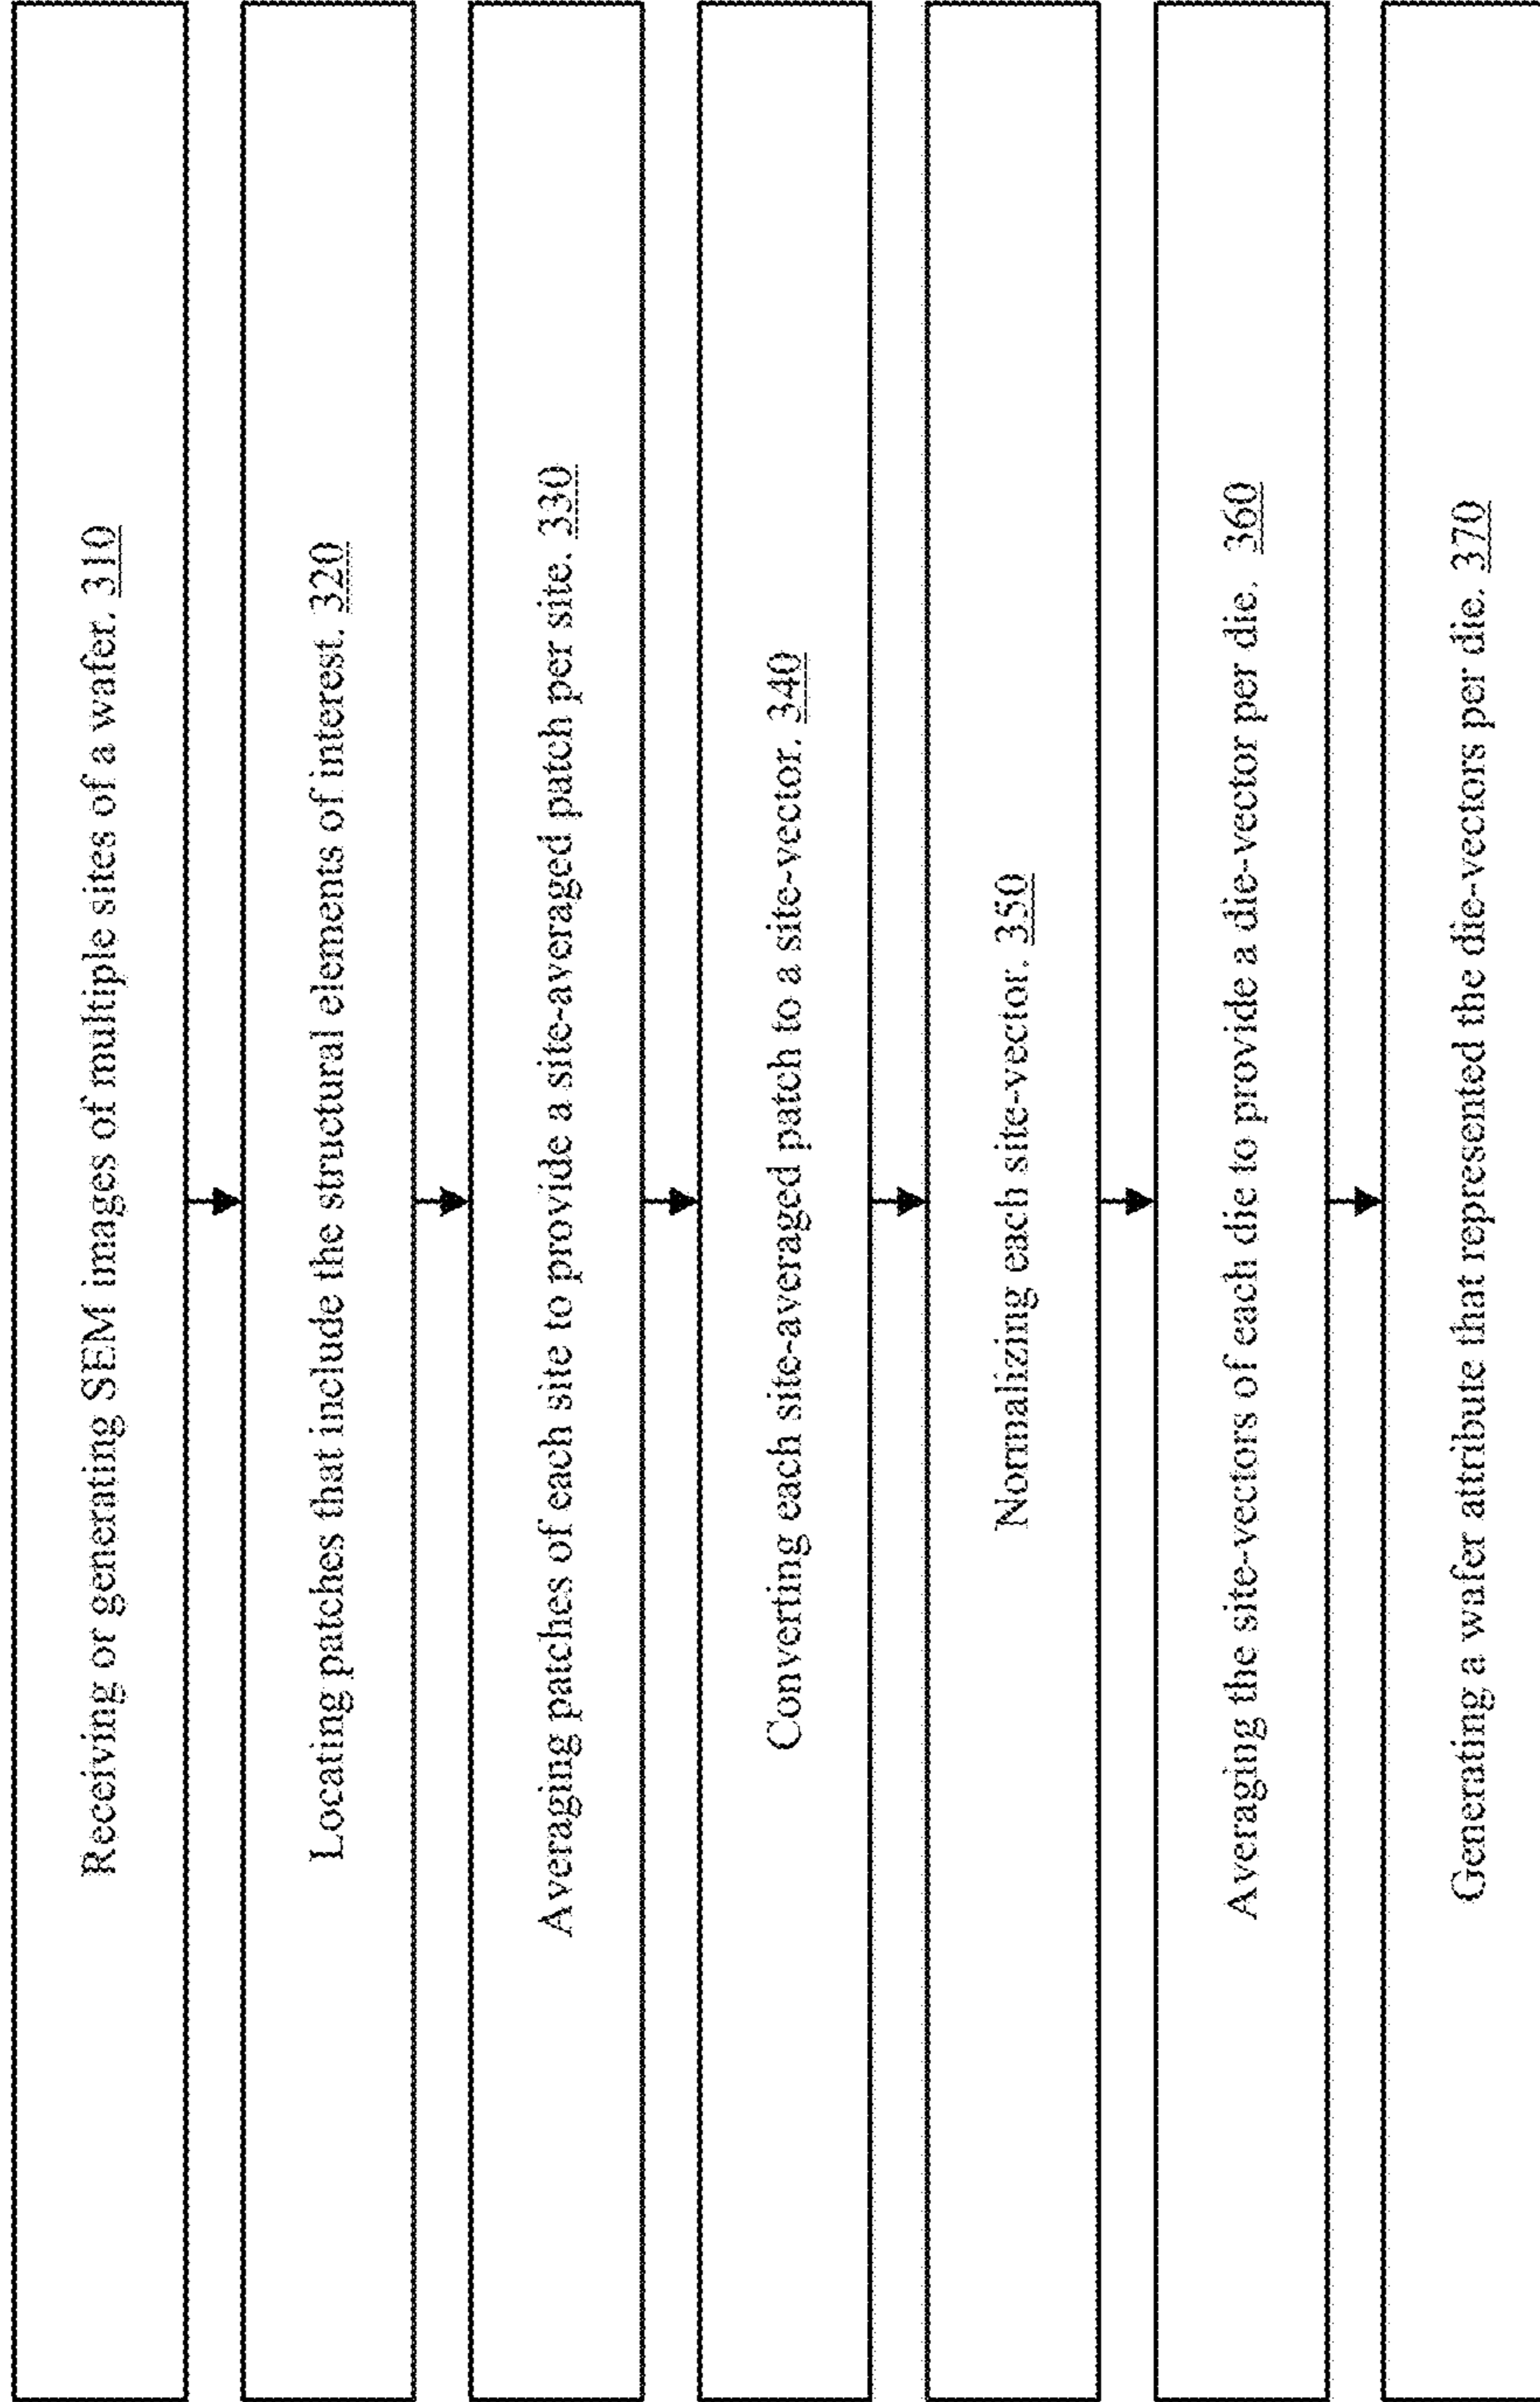 Receiving or generating SEM images of multiple sites of a wafer. 310
Locating patches that include the structural elements of interest. 320
Averaging patches of each site to provide a site-averaged patch per site. 330
Converting each site-averaged patch to a site-vector. 340
Normalizing each site-vector. 350
Averaging the site-vectors of each die to provide a die-vector per die. 360
Generating a wafer attribute that represented the die-vectors per die. 370